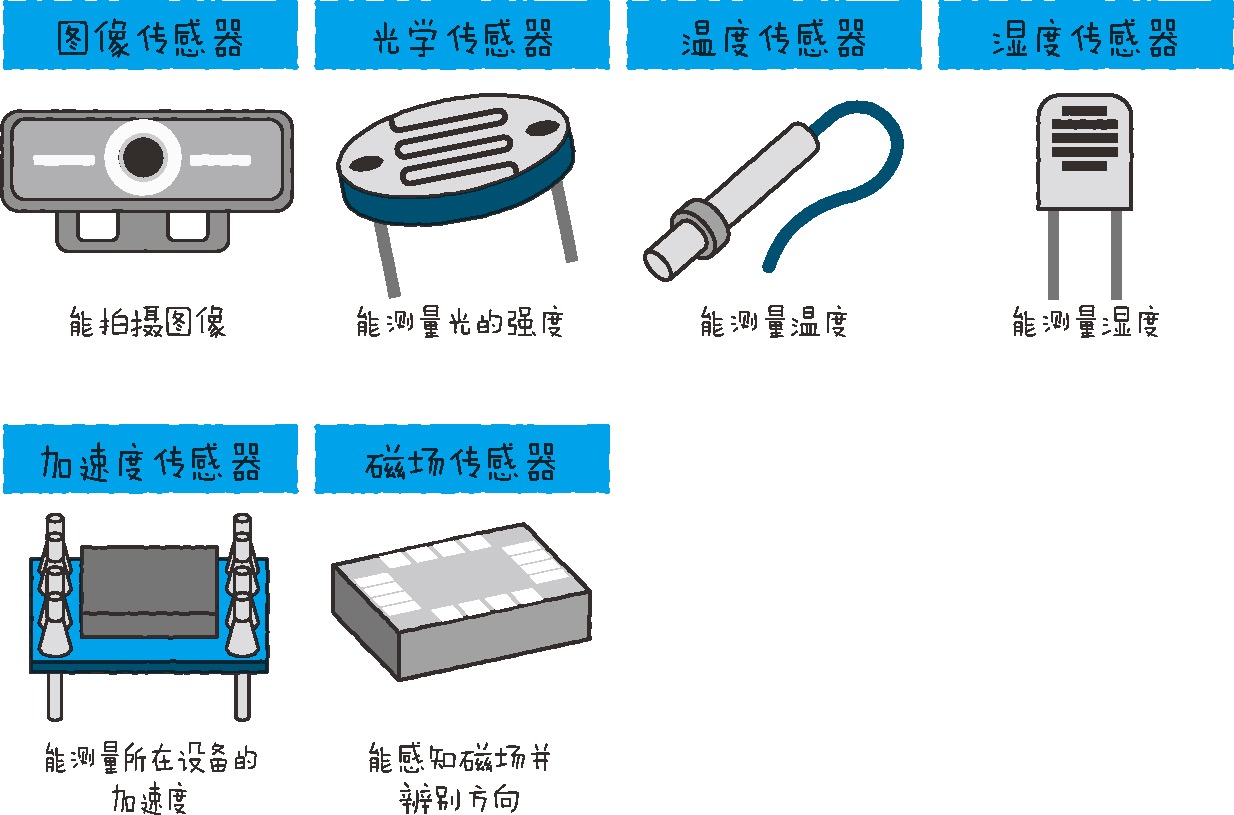 图像传感器
光学传感器
温度传感器
湿度传感器
能拍摄图像
能测量光的强度
能测量温度
能测量湿度
加速度传感器
磁场传感器
能测量所在设备的
加速度
能感知磁场并
辨别方向